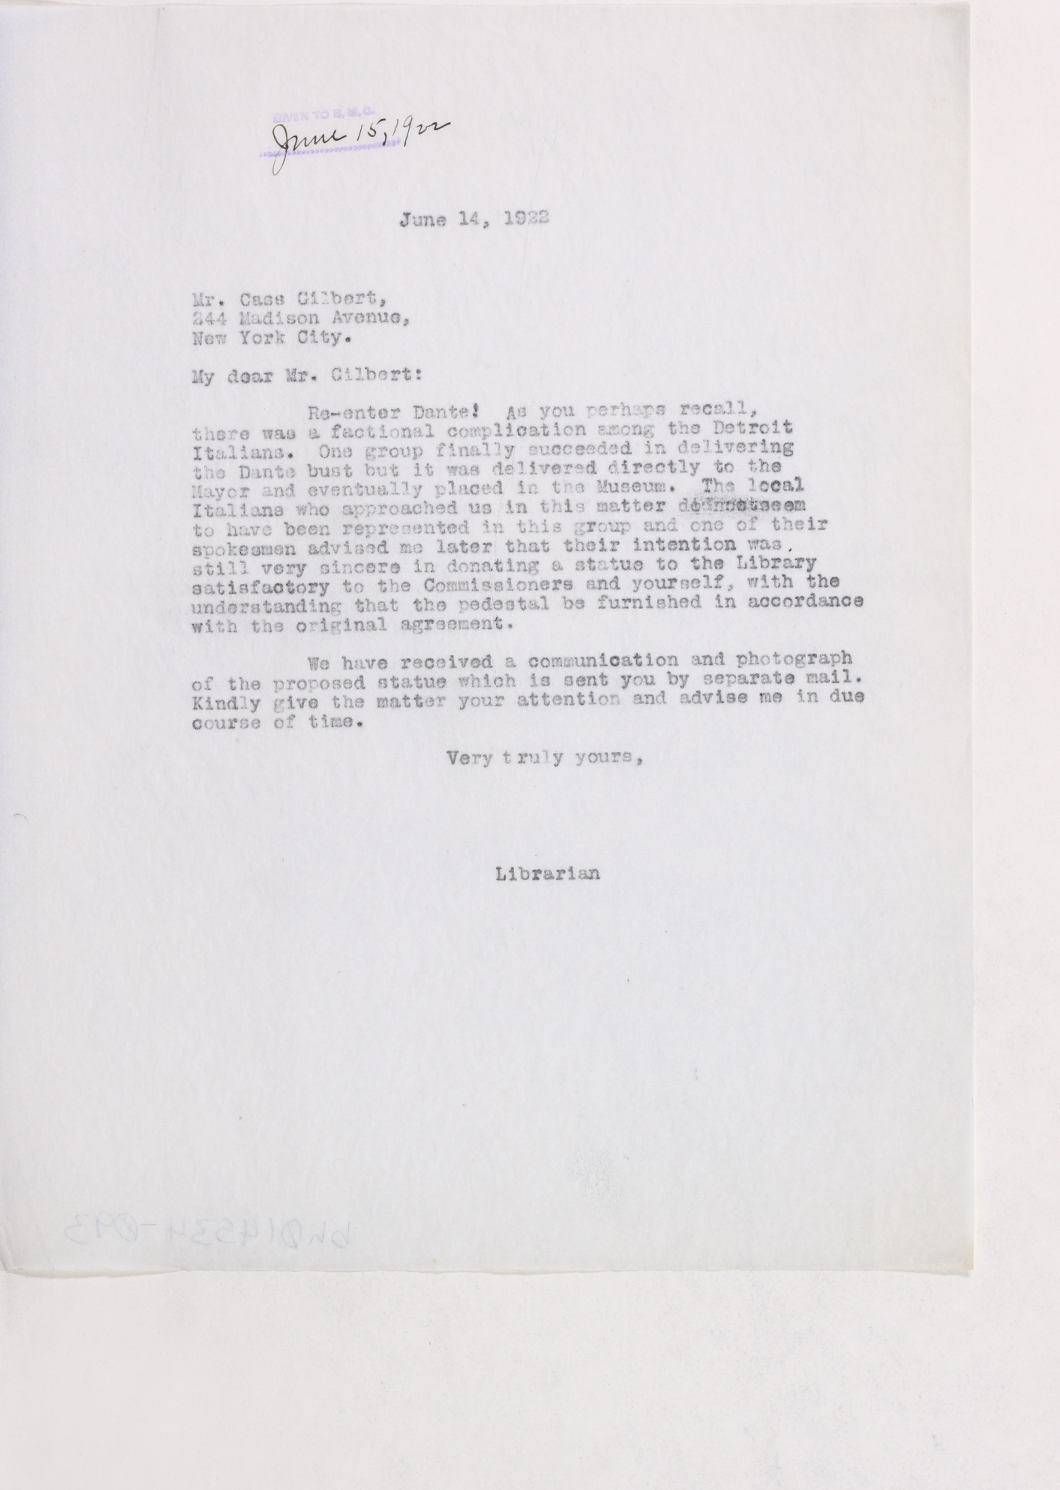 GIVEN TO B.M.C.
June 15, 1922
June 14, 1922
Mr. Cass Gilbert,
244 Madison Avenue,
New York City.
My dear Mr. Gilbert:
Re-enter Dante! As you perhaps recall,
there was a factional complication among the Detroit
Italians. One group finally succeeded in delivering
the Dante bust but it was delivered directly to the
Mayor and eventually placed in the Museum. The local
Italians who approached us in this matter do not seem
to have been represented in this group and one of their
spokesmen advised me later that their intention was
still very sincere in donating a statue to the Library
satisfactory to the Commissioners and yourself, with the
understanding that the pedestal be furnished in accordance
with the original agreement.
We have received a communication and photograph
of the proposed statue which is sent you by separate mail.
Kindly give the matter your attention and advise me in due
course of time.
Very truly yours,
Librarian
bh014534-093